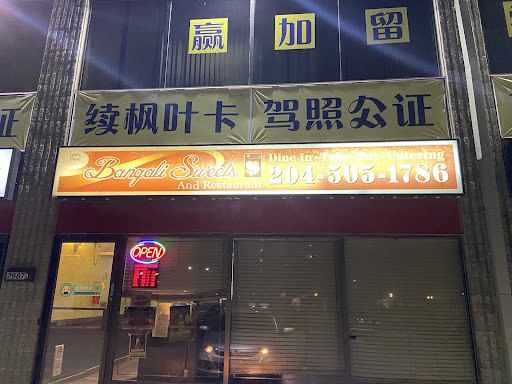 赢 加 留
证
续枫叶卡 驾照公证
Bangali Sweets
And Restaurant
Dine In-Take Out-Catering
204-505-1786
OPEN